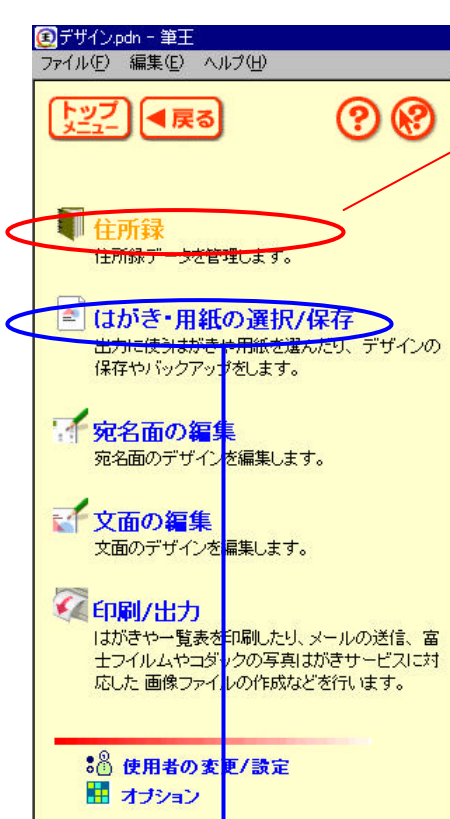 デザイン.pdn - 筆王
ファイル(F) 編集(E) ヘルプ(H)
トップ
メニュー
戻る
? ?
住所録
住所録データを管理します。
はがき・用紙の選択/保存
出力に使うはがきや用紙を選んだり、デザインの
保存やバックアップをします。
宛名面の編集
宛名面のデザインを編集します。
文面の編集
文面のデザインを編集します。
印刷/出力
はがきや一覧表を印刷したり、メールの送信、富
士フイルムやコダックの写真はがきサービスに対
応した 画像ファイルの作成などを行います。
使用者の変更/設定
オプション